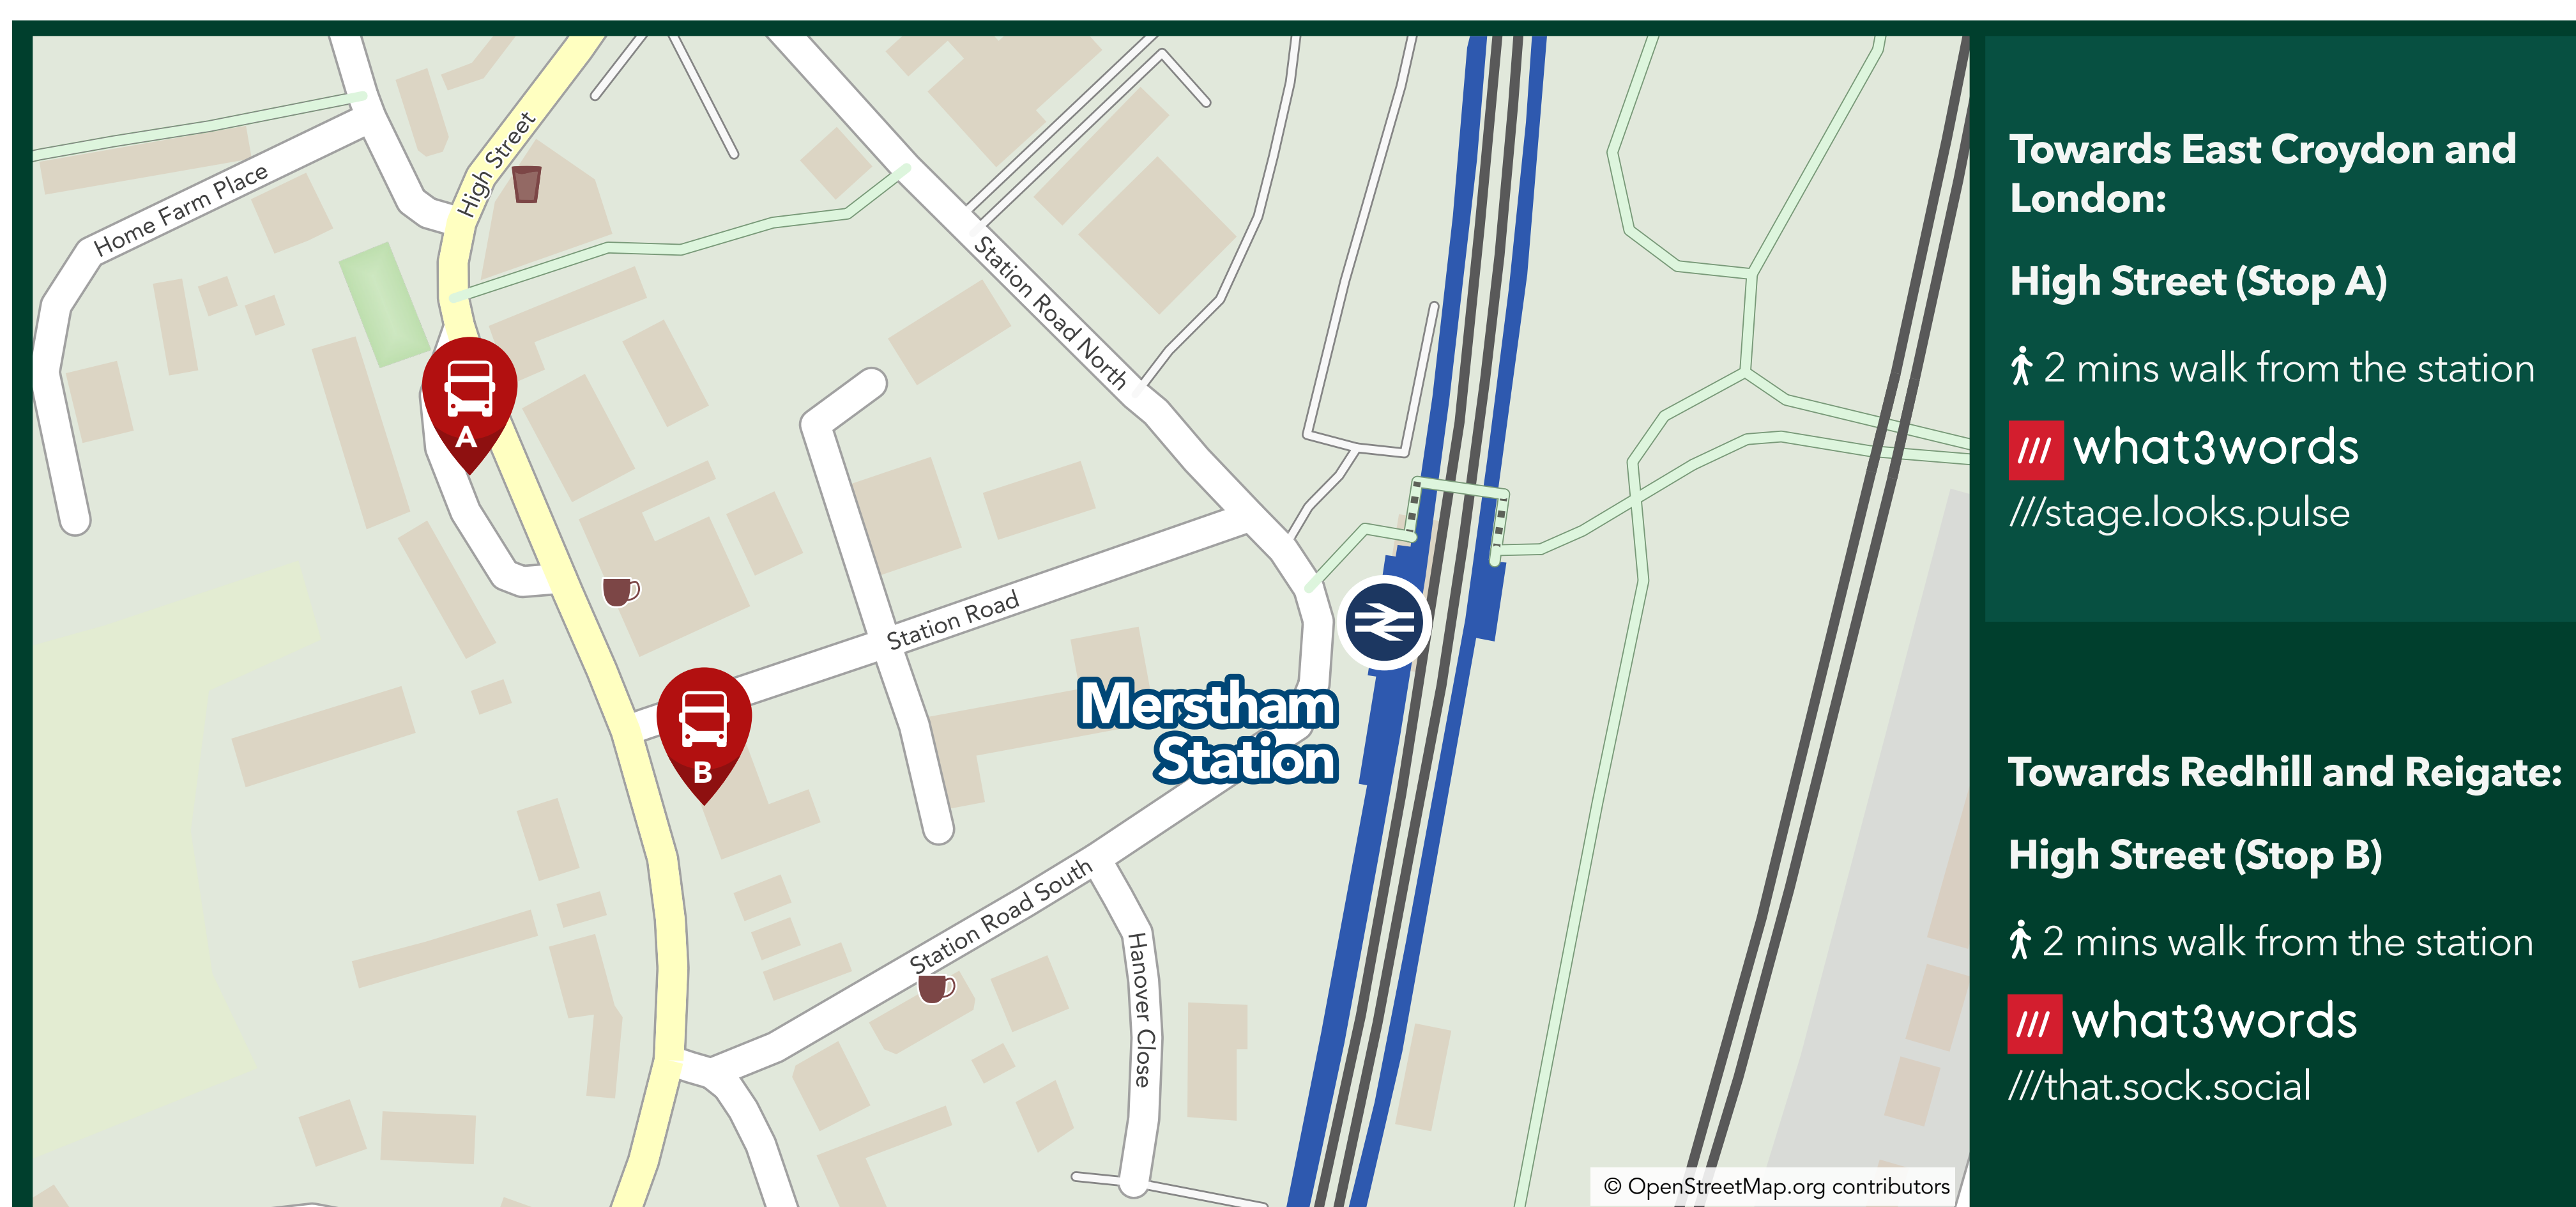 High Street
Home Farm Place
Station Road North
A
Station Road
B
Merstham
Station
Station Road South
Hanover Close
© OpenStreetMap.org contributors
Towards East Croydon and
London:
High Street (Stop A)
2 mins walk from the station
/// what3words
///stage.looks.pulse
Towards Redhill and Reigate:
High Street (Stop B)
2 mins walk from the station
/// what3words
///that.sock.social